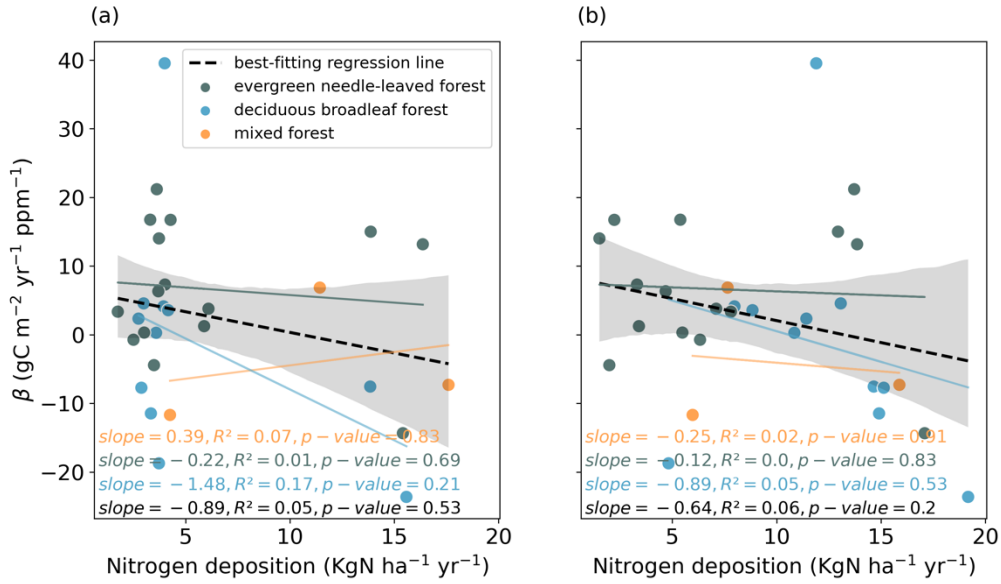 (a)
(b)
40
30
20
10
0
−10
−20
β (gC m⁻² yr⁻¹ ppm⁻¹)
best-fitting regression line
evergreen needle-leaved forest
deciduous broadleaf forest
mixed forest
slope = 0.39, R² = 0.07, p − value = 0.83
slope = −0.22, R² = 0.01, p − value = 0.69
slope = −1.48, R² = 0.17, p − value = 0.21
slope = −0.89, R² = 0.05, p − value = 0.53
5 10 15
Nitrogen deposition (KgN ha⁻¹ yr⁻¹)
slope = −0.25, R² = 0.02, p − value = 0.91
slope = −0.12, R² = 0.0, p − value = 0.83
slope = −0.89, R² = 0.05, p − value = 0.53
slope = −0.64, R² = 0.06, p − value = 0.2
5 10 15 20
Nitrogen deposition (KgN ha⁻¹ yr⁻¹)